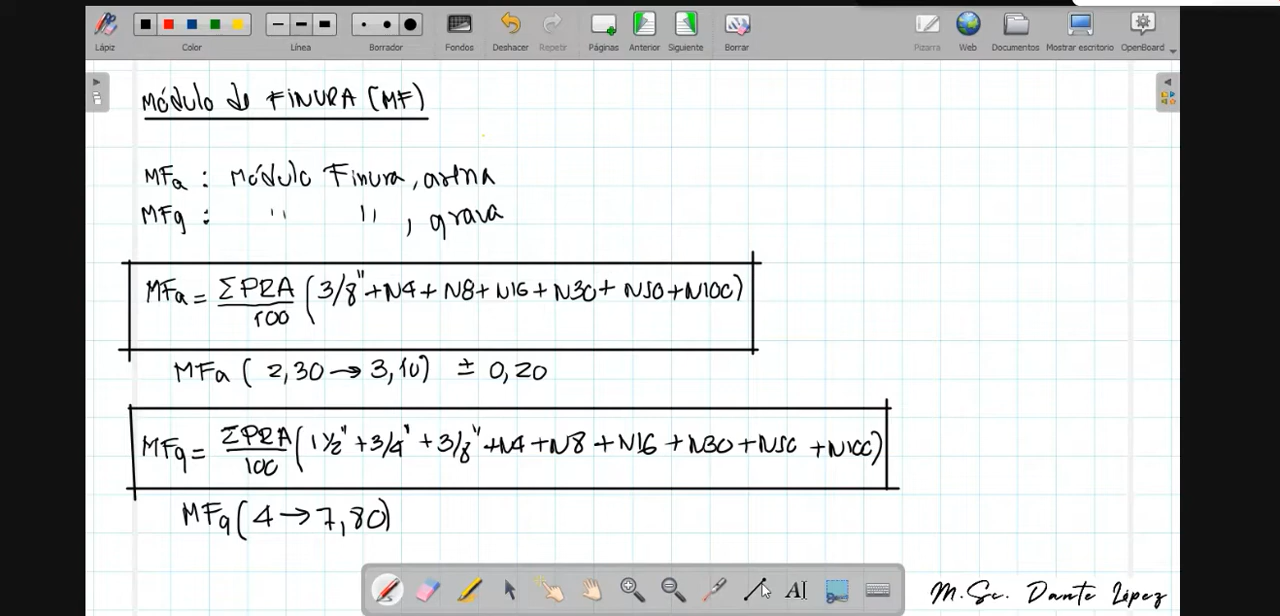 Lápiz Color Línea Borrador Fondos Deshacer Repetir Páginas Anterior Siguiente Borrar Pizarra Web Documentos Mostrar escritorio OpenBoard
Módulo de FINURA (MF)
MFa : Módulo Finura, arena
MFg : " " , grava
MFa = ΣPRA/100 (3/8" + N4 + N8 + N16 + N30 + N50 + N100)
MFa ( 2,30 → 3,10) ± 0,20
MFg = ΣPRA/100 (1 1/2" + 3/4" + 3/8" + N4 + N8 + N16 + N30 + N50 + N100)
MFg (4 → 7,80)
AI
M.Sc. Dante López